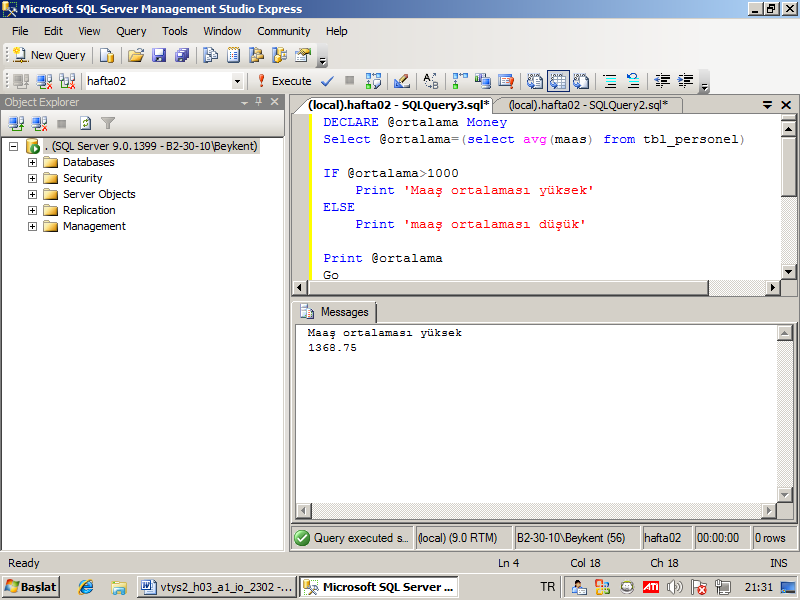 Microsoft SQL Server Management Studio Express
File Edit View Query Tools Window Community Help
New Query
hafta02 Execute
Object Explorer
. (SQL Server 9.0.1399 - B2-30-10\Beykent)
Databases
Security
Server Objects
Replication
Management
(local).hafta02 - SQLQuery3.sql* (local).hafta02 - SQLQuery2.sql*
DECLARE @ortalama Money
Select @ortalama=(select avg(maas) from tbl_personel)
IF @ortalama>1000
Print 'Maaş ortalaması yüksek'
ELSE
Print 'maaş ortalaması düşük'
Print @ortalama
Go
Messages
Maaş ortalaması yüksek
1368.75
Query executed s... (local) (9.0 RTM) B2-30-10\Beykent (56) hafta02 00:00:00 0 rows
Ready Ln 4 Col 18 Ch 18 INS
Başlat vtys2_h03_a1_io_2302 -... Microsoft SQL Server ... TR ATI 21:31